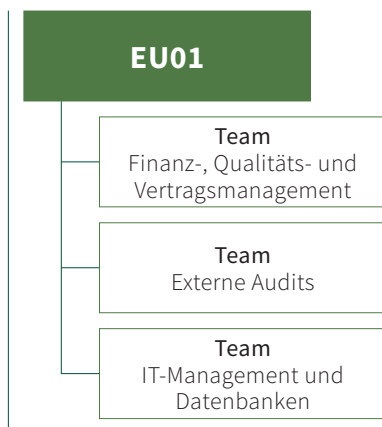 EU01
Team
Finanz-, Qualitäts- und
Vertragsmanagement
Team
Externe Audits
Team
IT-Management und
Datenbanken